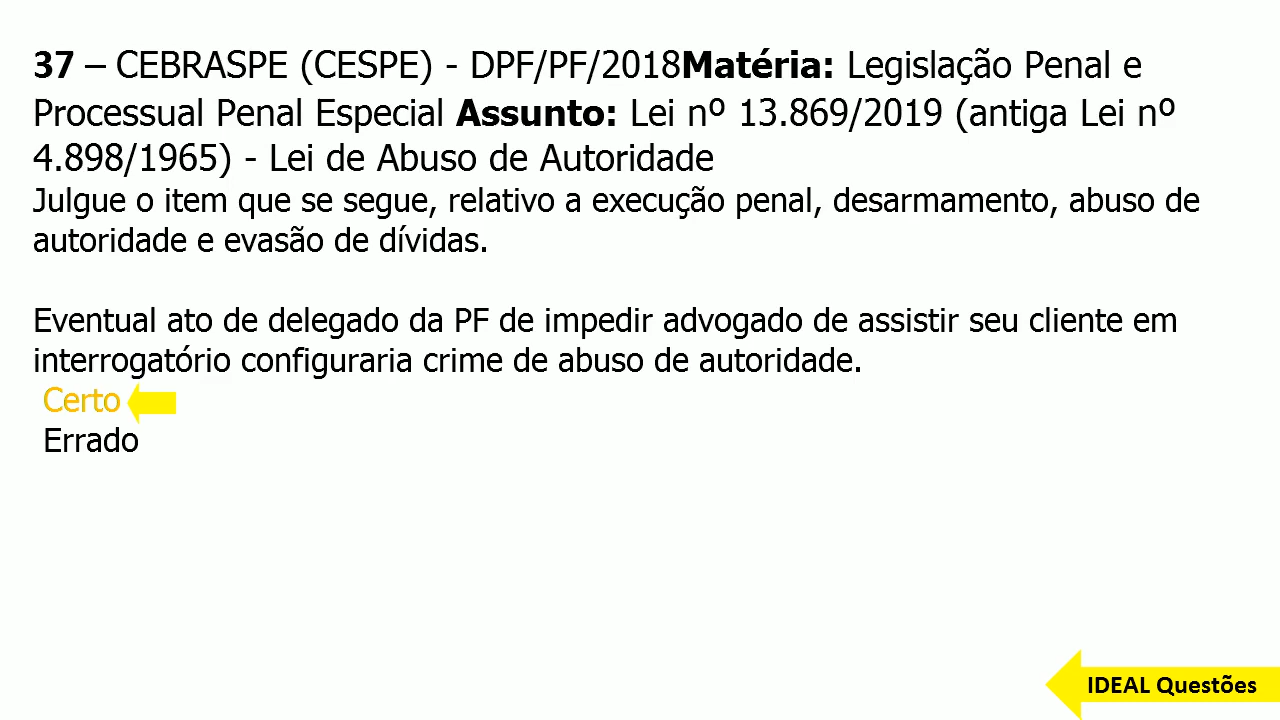 37 – CEBRASPE (CESPE) - DPF/PF/2018Matéria: Legislação Penal e
Processual Penal Especial Assunto: Lei nº 13.869/2019 (antiga Lei nº
4.898/1965) - Lei de Abuso de Autoridade
Julgue o item que se segue, relativo a execução penal, desarmamento, abuso de
autoridade e evasão de dívidas.
Eventual ato de delegado da PF de impedir advogado de assistir seu cliente em
interrogatório configuraria crime de abuso de autoridade.
Certo
Errado
IDEAL Questões